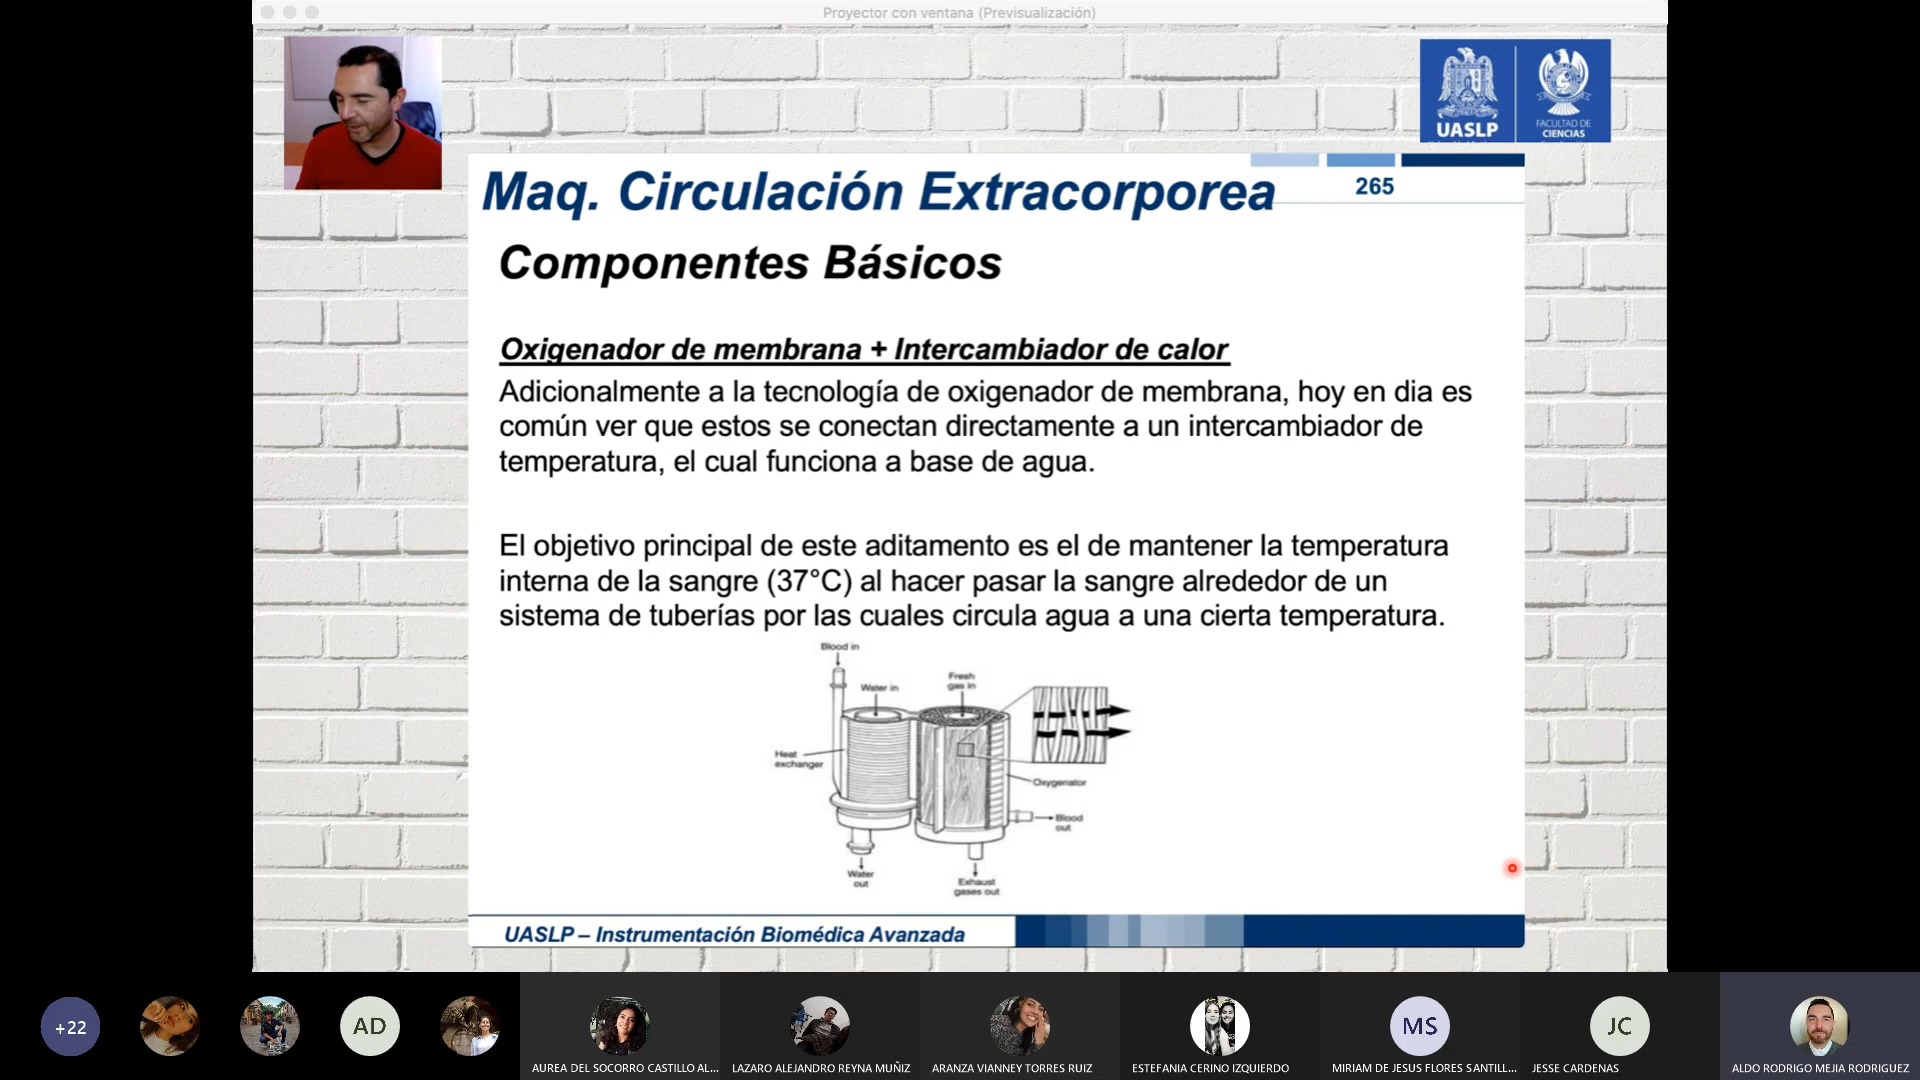 Proyector con ventana (Previsualización)
UASLP
FACULTAD DE
CIENCIAS
Maq. Circulación Extracorporea
265
Componentes Básicos
Oxigenador de membrana + Intercambiador de calor
Adicionalmente a la tecnología de oxigenador de membrana, hoy en dia es
común ver que estos se conectan directamente a un intercambiador de
temperatura, el cual funciona a base de agua.
El objetivo principal de este aditamento es el de mantener la temperatura
interna de la sangre (37°C) al hacer pasar la sangre alrededor de un
sistema de tuberías por las cuales circula agua a una cierta temperatura.
Blood in
Water in
Fresh
gas in
Heat
exchanger
Oxygenator
Blood
out
Water
out
Exhaust
gases out
UASLP – Instrumentación Biomédica Avanzada
+22
AD
MS
JC
AUREA DEL SOCORRO CASTILLO AL...
LAZARO ALEJANDRO REYNA MUÑIZ
ARANZA VIANNEY TORRES RUIZ
ESTEFANIA CERINO IZQUIERDO
MIRIAM DE JESUS FLORES SANTILL...
JESSE CARDENAS
ALDO RODRIGO MEJIA RODRIGUEZ